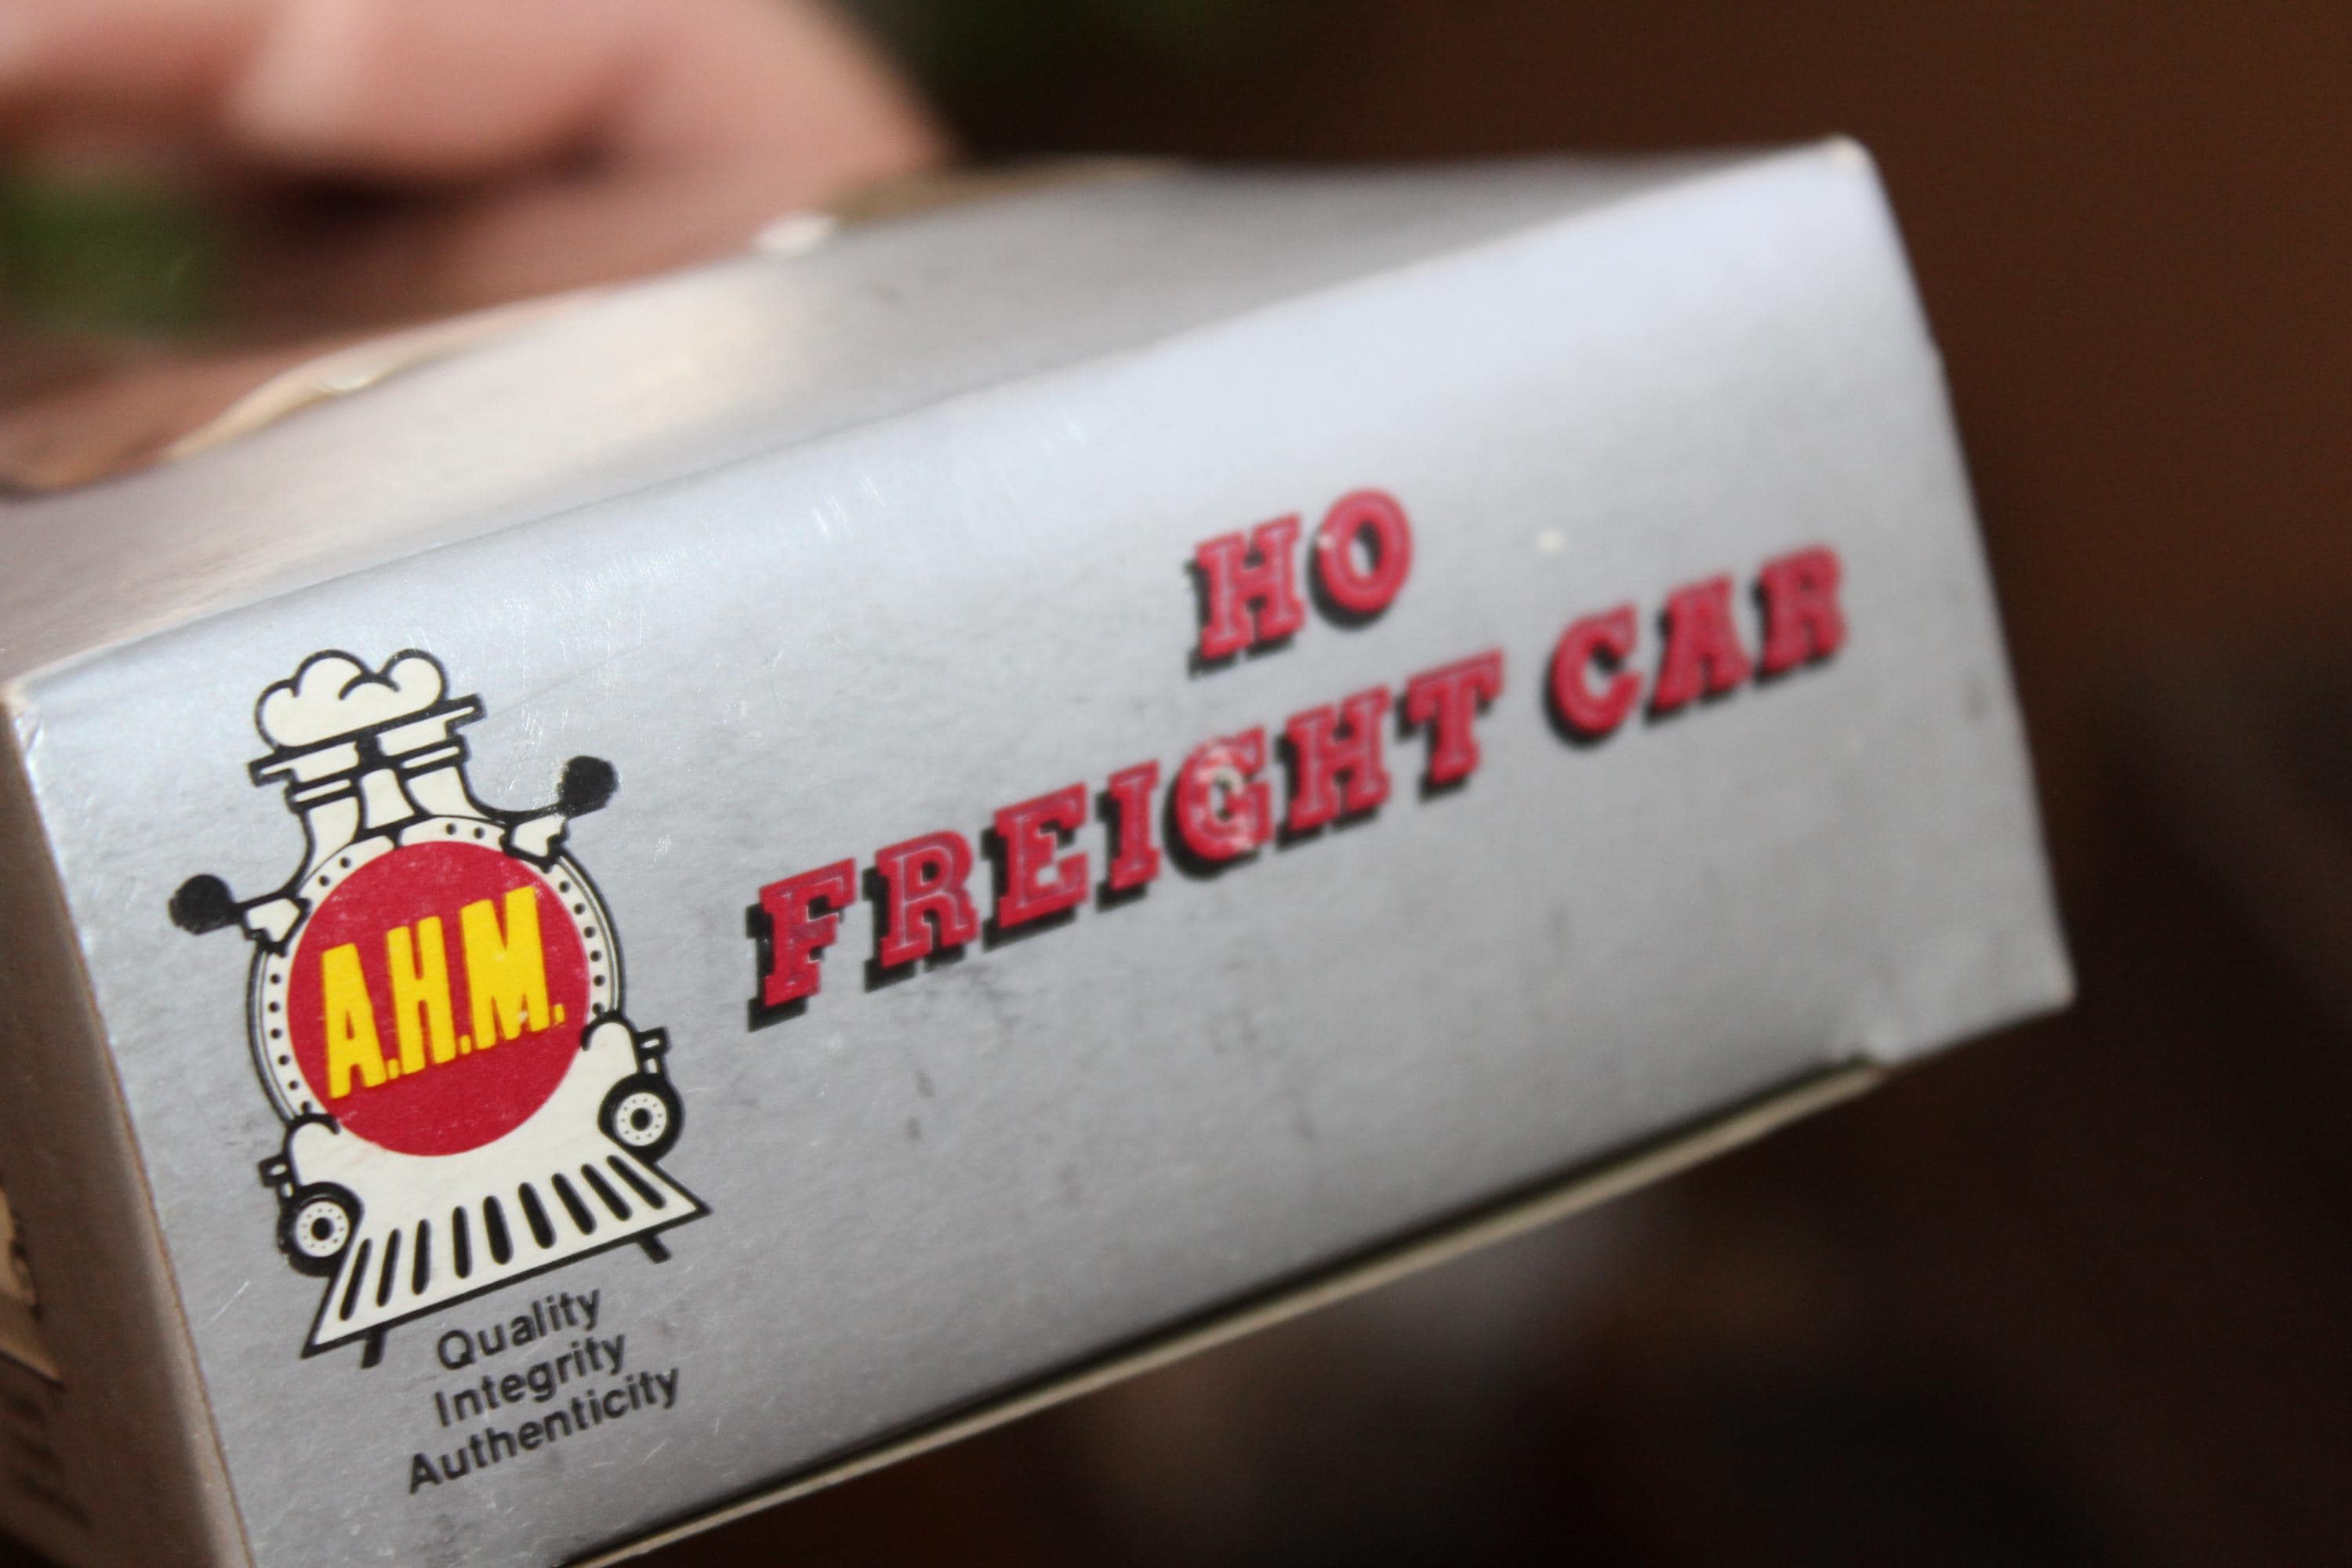 HO
FREIGHT CAR
A.H.M.
Quality
Integrity
Authenticity